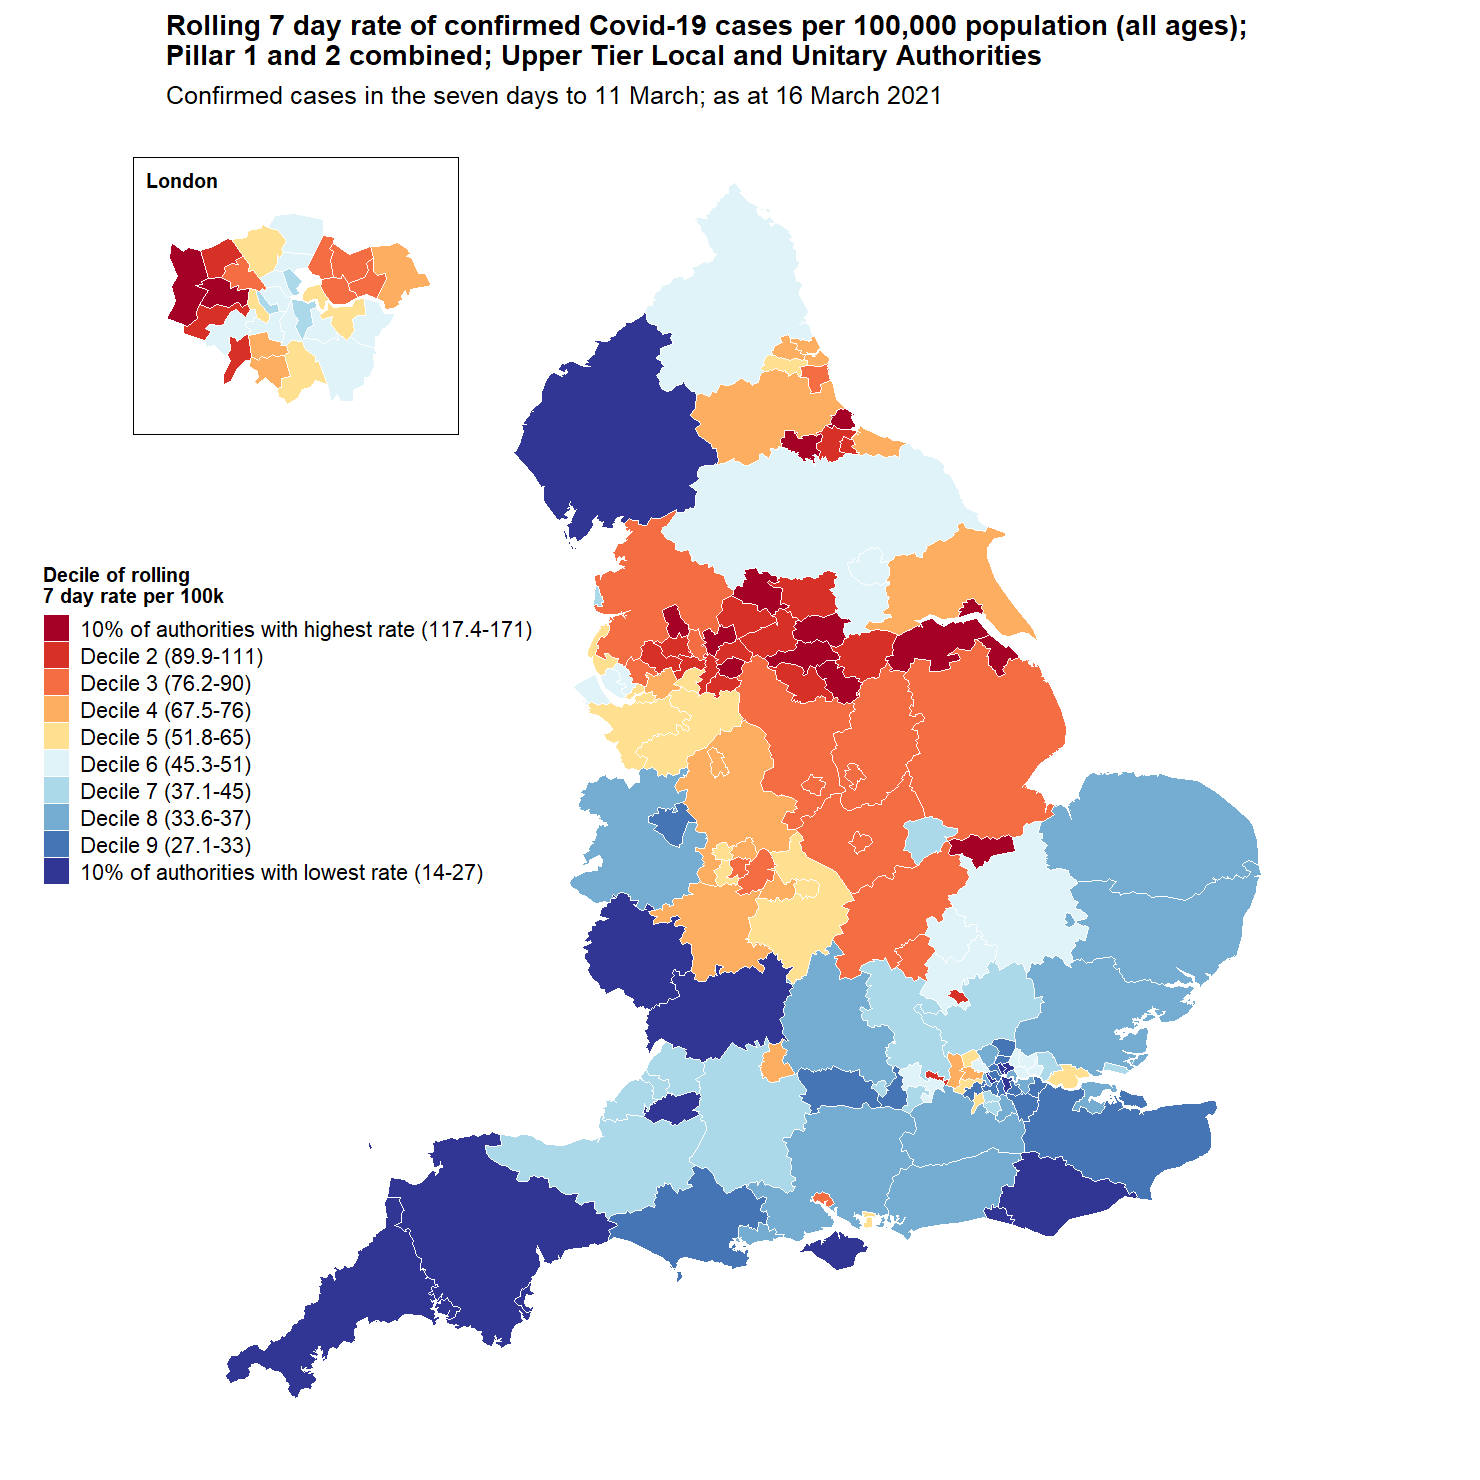 Rolling 7 day rate of confirmed Covid-19 cases per 100,000 population (all ages);
Pillar 1 and 2 combined; Upper Tier Local and Unitary Authorities
Confirmed cases in the seven days to 11 March; as at 16 March 2021
London
Decile of rolling
7 day rate per 100k
10% of authorities with highest rate (117.4-171)
Decile 2 (89.9-111)
Decile 3 (76.2-90)
Decile 4 (67.5-76)
Decile 5 (51.8-65)
Decile 6 (45.3-51)
Decile 7 (37.1-45)
Decile 8 (33.6-37)
Decile 9 (27.1-33)
10% of authorities with lowest rate (14-27)